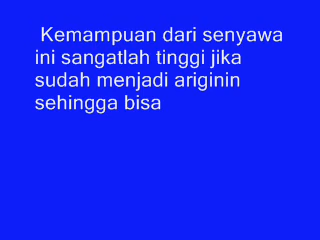 Kemampuan dari senyawa
ini sangatlah tinggi jika
sudah menjadi ariginin
sehingga bisa